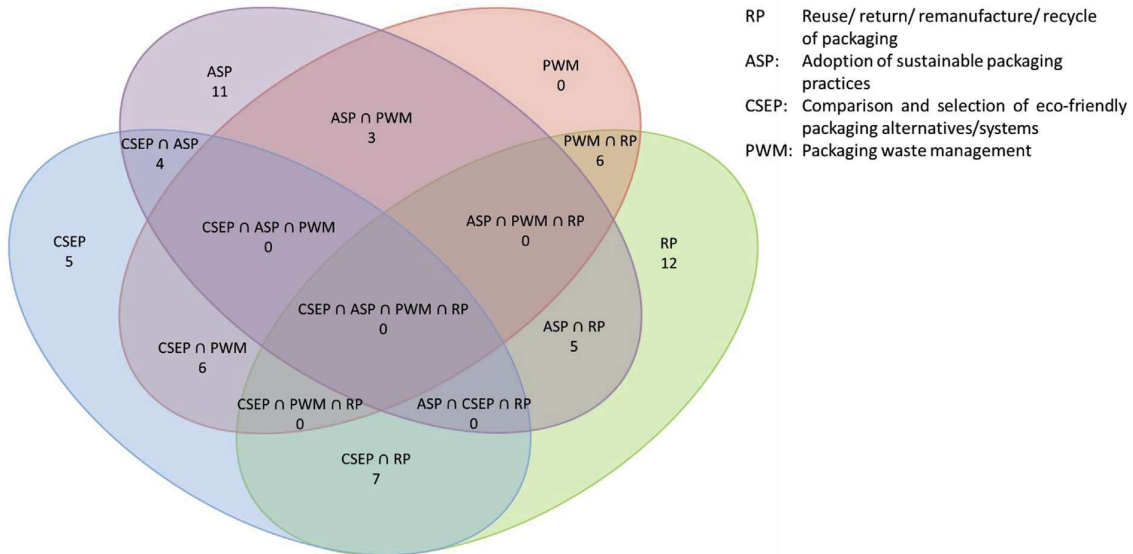 ASP
11
PWM
0
ASP ∩ PWM
3
CSEP ∩ ASP
4
PWM ∩ RP
6
CSEP ∩ ASP ∩ PWM
0
ASP ∩ PWM ∩ RP
0
CSEP
5
RP
12
CSEP ∩ ASP ∩ PWM ∩ RP
0
ASP ∩ RP
5
CSEP ∩ PWM
6
CSEP ∩ PWM ∩ RP
0
ASP ∩ CSEP ∩ RP
0
CSEP ∩ RP
7
RP Reuse/ return/ remanufacture/ recycle
of packaging
ASP: Adoption of sustainable packaging
practices
CSEP: Comparison and selection of eco-friendly
packaging alternatives/systems
PWM: Packaging waste management